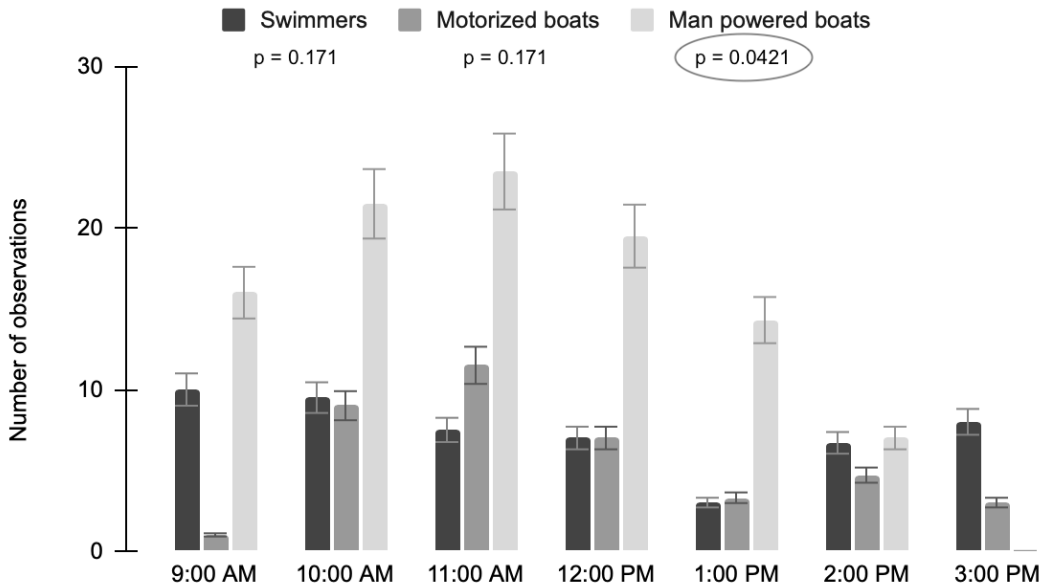 Swimmers Motorized boats Man powered boats
p = 0.171 p = 0.171 p = 0.0421
30
20
10
0
Number of observations
9:00 AM 10:00 AM 11:00 AM 12:00 PM 1:00 PM 2:00 PM 3:00 PM